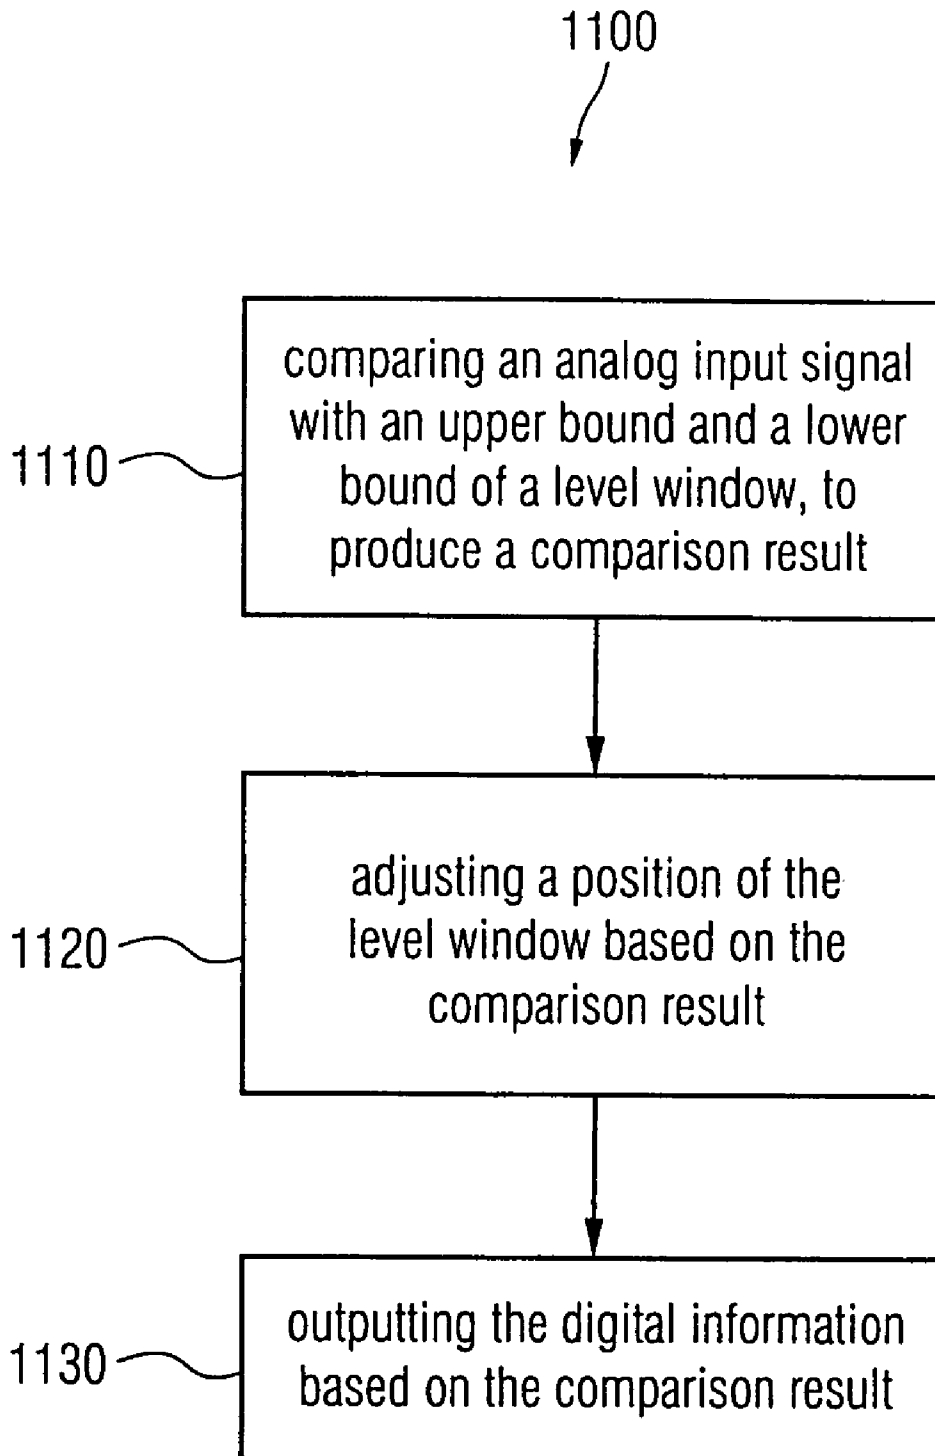 1100
comparing an analog input signal
with an upper bound and a lower
bound of a level window, to
produce a comparison result
1110
adjusting a position of the
level window based on the
comparison result
1120
outputting the digital information
based on the comparison result
1130